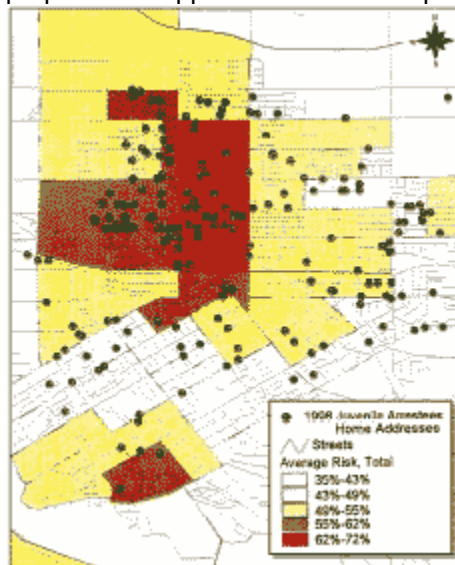 1998 Juvenile Arrestees
Home Addresses
Streets
Average Risk, Total
35%-43%
43%-49%
49%-55%
55%-62%
62%-72%